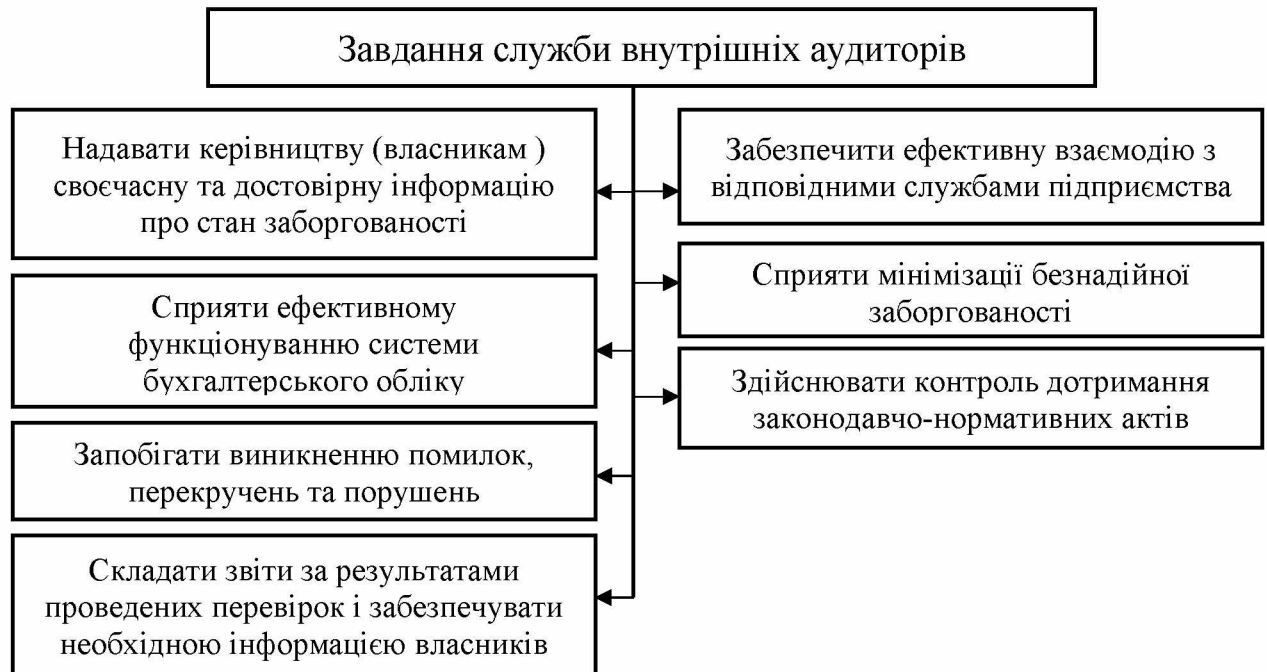 Завдання служби внутрішніх аудиторів
Надавати керівництву (власникам )
своєчасну та достовірну інформацію
про стан заборгованості
Сприяти ефективному
функціонуванню системи
бухгалтерського обліку
Запобігати виникненню помилок,
перекручень та порушень
Складати звіти за результатами
проведених перевірок і забезпечувати
необхідною інформацією власників
Забезпечити ефективну взаємодію з
відповідними службами підприємства
Сприяти мінімізації безнадійної
заборгованості
Здійснювати контроль дотримання
законодавчо-нормативних актів